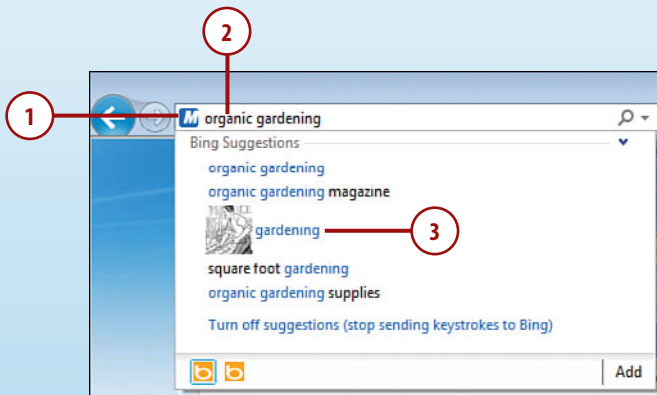 2
1
M organic gardening
Bing Suggestions
organic gardening
organic gardening magazine
gardening
3
square foot gardening
organic gardening supplies
Turn off suggestions (stop sending keystrokes to Bing)
b b Add